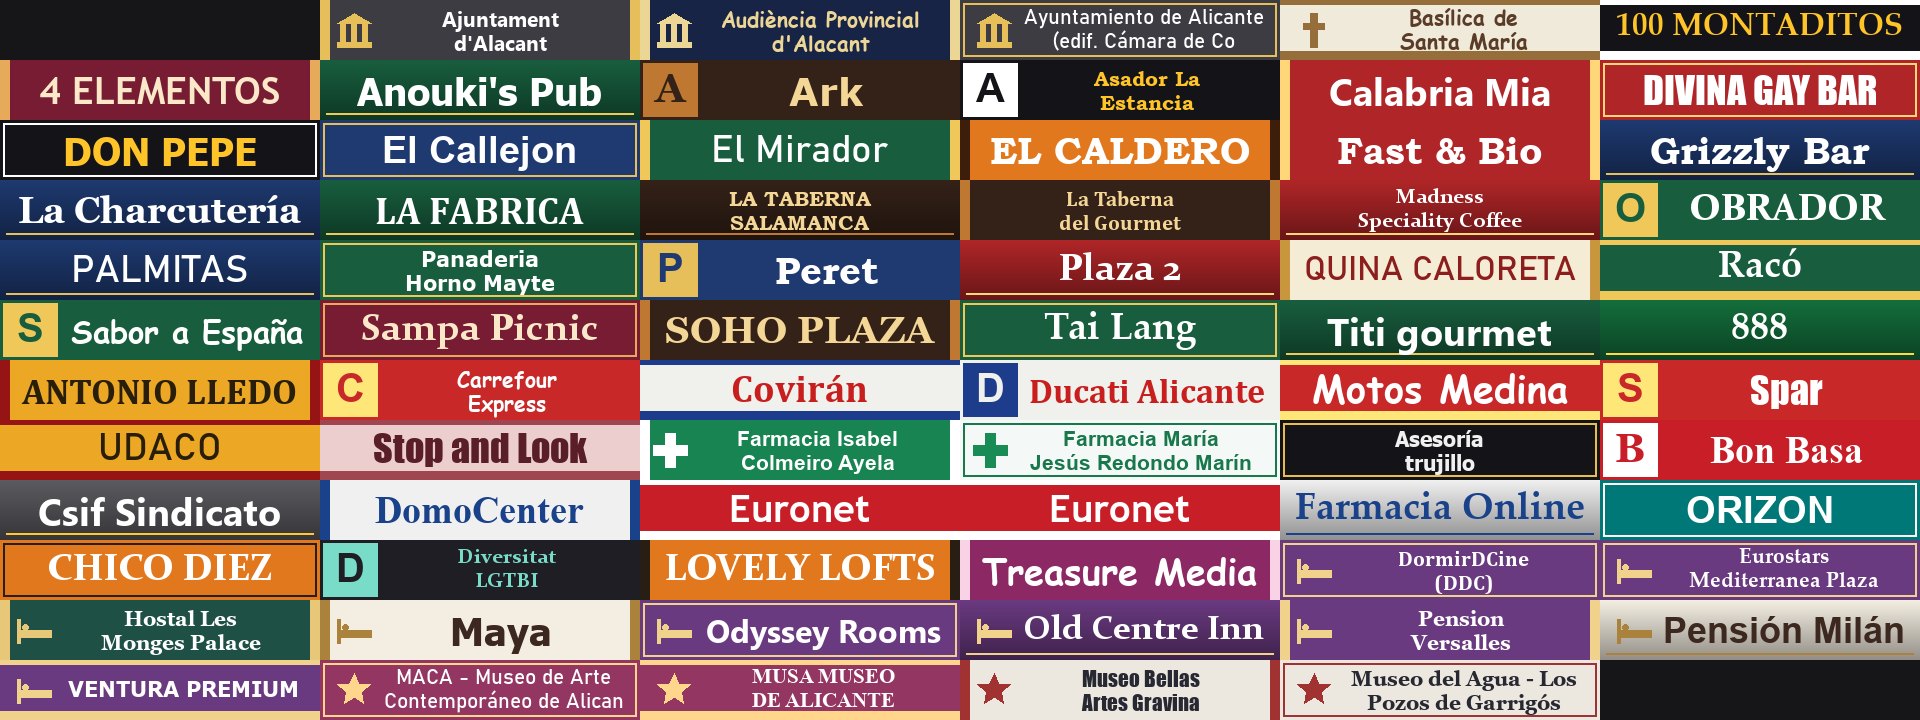 Ajuntament
d'Alacant
Audiència Provincial
d'Alacant
Ayuntamiento de Alicante
(edif. Cámara de Co
Basílica de
Santa María
100 MONTADITOS
4 ELEMENTOS
Anouki's Pub
A
Ark
A
Asador La
Estancia
Calabria Mia
DIVINA GAY BAR
DON PEPE
El Callejon
El Mirador
EL CALDERO
Fast & Bio
Grizzly Bar
La Charcutería
LA FABRICA
LA TABERNA
SALAMANCA
La Taberna
del Gourmet
Madness
Speciality Coffee
O
OBRADOR
PALMITAS
Panaderia
Horno Mayte
P
Peret
Plaza 2
QUINA CALORETA
Racó
S
Sabor a España
Sampa Picnic
SOHO PLAZA
Tai Lang
Titi gourmet
888
ANTONIO LLEDO
C
Carrefour
Express
Covirán
D
Ducati Alicante
Motos Medina
S
Spar
UDACO
Stop and Look
Farmacia Isabel
Colmeiro Ayela
Farmacia María
Jesús Redondo Marín
Asesoría
trujillo
B
Bon Basa
Csif Sindicato
DomoCenter
Euronet
Euronet
Farmacia Online
ORIZON
CHICO DIEZ
D
Diversitat
LGTBI
LOVELY LOFTS
Treasure Media
DormirDCine
(DDC)
Eurostars
Mediterranea Plaza
Hostal Les
Monges Palace
Maya
Odyssey Rooms
Old Centre Inn
Pension
Versalles
Pensión Milán
VENTURA PREMIUM
MACA - Museo de Arte
Contemporáneo de Alican
MUSA MUSEO
DE ALICANTE
Museo Bellas
Artes Gravina
Museo del Agua - Los
Pozos de Garrigós